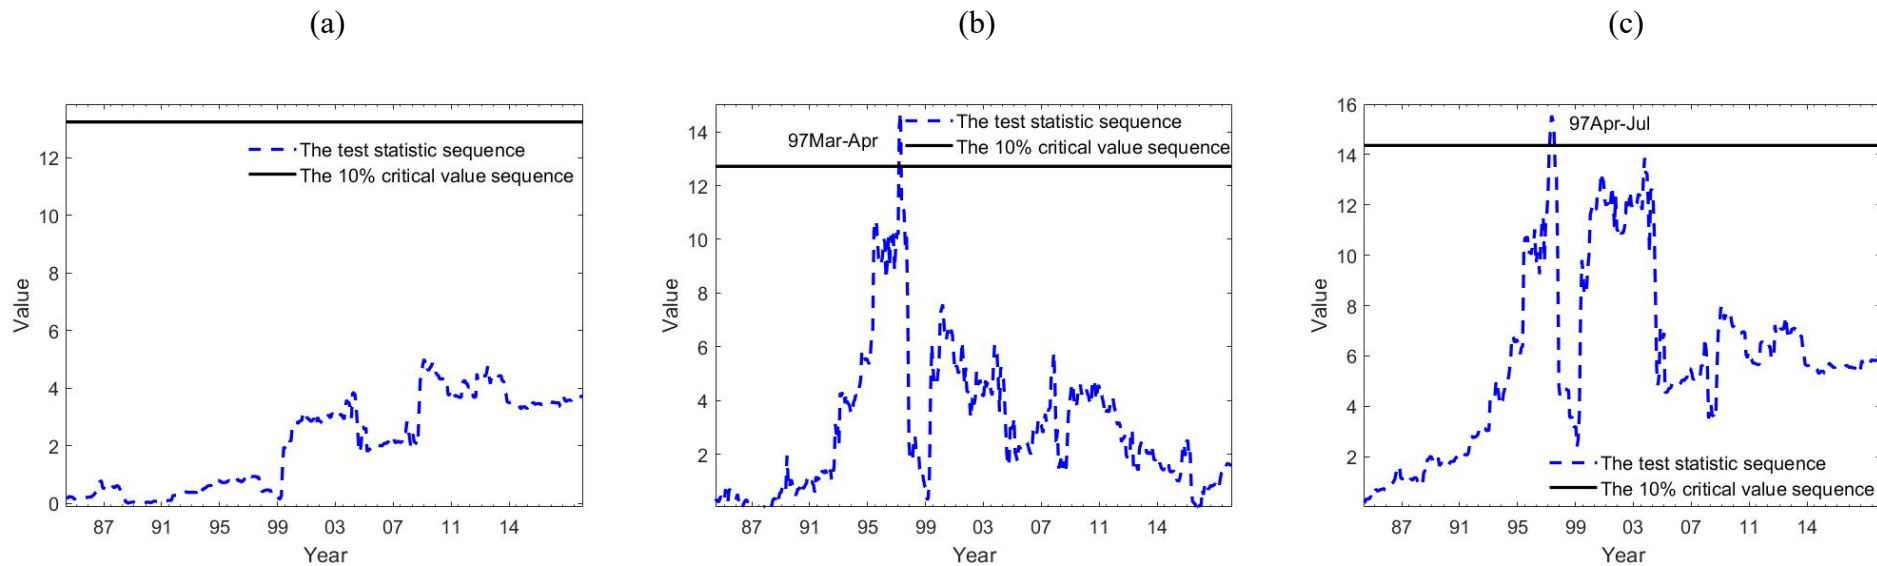 (a)
12
10
8
6
4
2
0
Value
The test statistic sequence
The 10% critical value sequence
87 91 95 99 03 07 11 14
Year
(b)
14
12
10
8
6
4
2
Value
97Mar-Apr
The test statistic sequence
The 10% critical value sequence
87 91 95 99 03 07 11 14
Year
(c)
16
14
12
10
8
6
4
2
Value
97Apr-Jul
The test statistic sequence
The 10% critical value sequence
87 91 95 99 03 07 11 14
Year